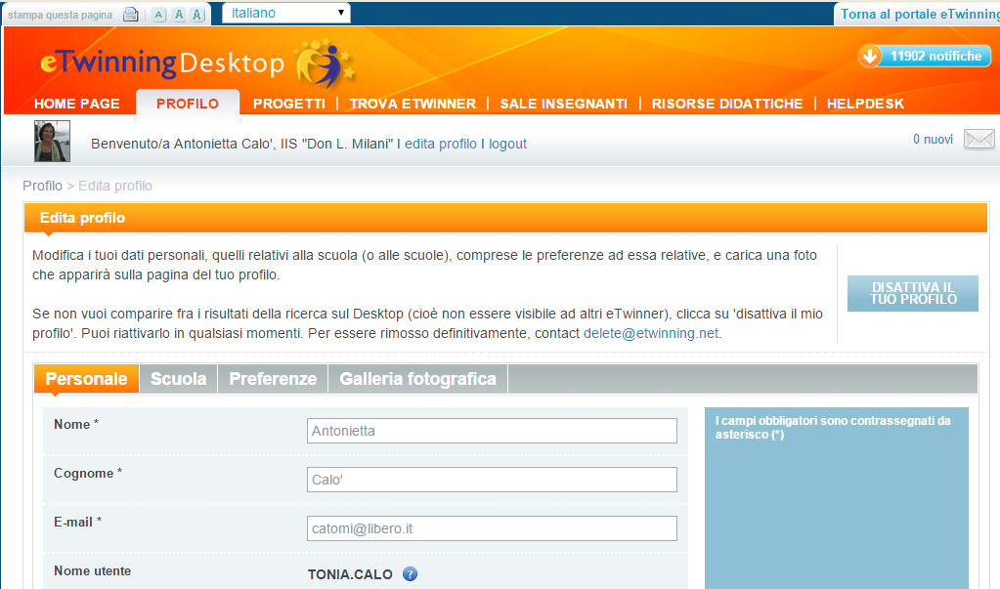 stampa questa pagina A A A italiano Torna al portale eTwinning
eTwinning Desktop
11902 notifiche
HOME PAGE PROFILO PROGETTI | TROVA ETWINNER | SALE INSEGNANTI | RISORSE DIDATTICHE | HELPDESK
Benvenuto/a Antonietta Calo', IIS "Don L. Milani" I edita profilo I logout
0 nuovi
Profilo > Edita profilo
Edita profilo
Modifica i tuoi dati personali, quelli relativi alla scuola (o alle scuole), comprese le preferenze ad essa relative, e carica una foto
che apparirà sulla pagina del tuo profilo.
Se non vuoi comparire fra i risultati della ricerca sul Desktop (cioè non essere visibile ad altri eTwinner), clicca su 'disattiva il mio
profilo'. Puoi riattivarlo in qualsiasi momenti. Per essere rimosso definitivamente, contact delete@etwinning.net.
DISATTIVA IL
TUO PROFILO
Personale Scuola Preferenze Galleria fotografica
Nome * Antonietta
Cognome * Calo'
E-mail * catomi@libero.it
Nome utente TONIA.CALO ?
I campi obbligatori sono contrassegnati da
asterisco (*)